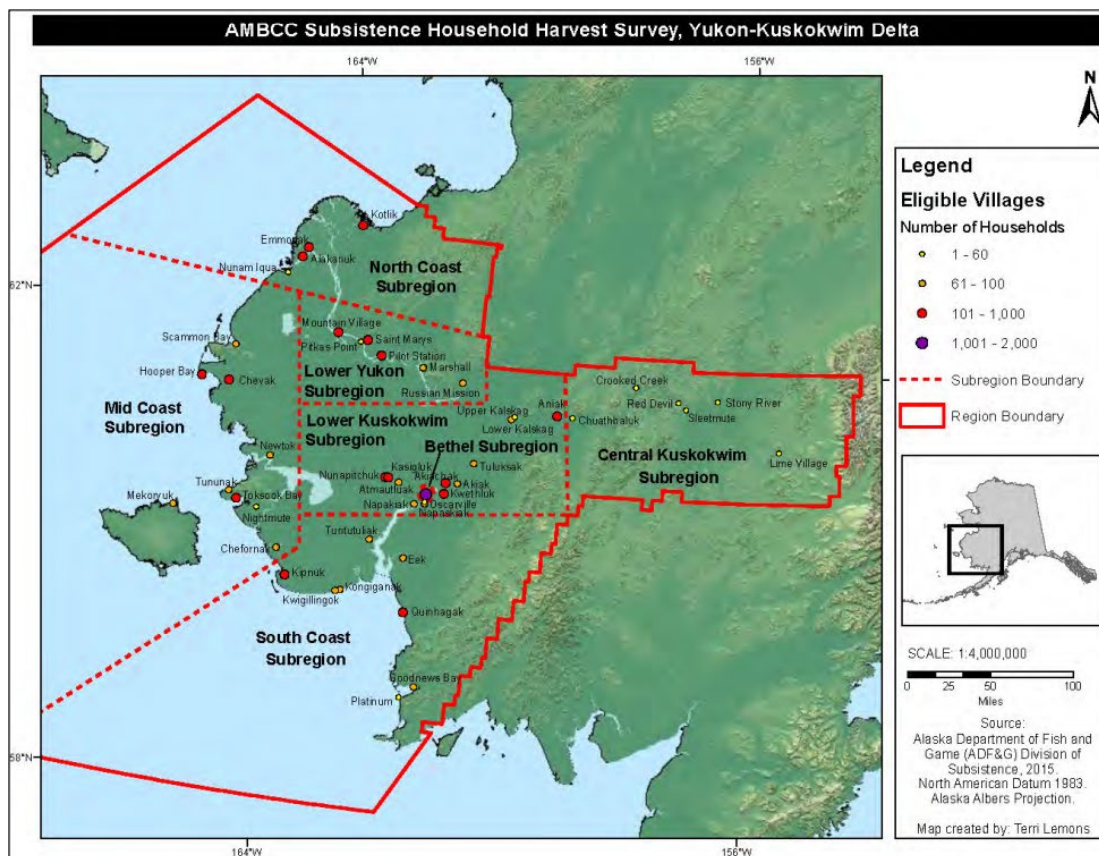 AMBCC Subsistence Household Harvest Survey, Yukon-Kuskokwim Delta
164°W
156°W
N
Kotlik
Emmonak
Alakanuk
Nunam Iqua
North Coast
Subregion
62°N
Mountain Village
Scammon Bay
Saint Marys
Pitkas Point
Pilot Station
Hooper Bay
Chevak
Marshall
Lower Yukon
Subregion
Russian Mission
Crooked Creek
Mid Coast
Subregion
Upper Kalskag
Aniak
Red Devil
Stony River
Sleetmute
Lower Kuskokwim
Subregion
Lower Kalskag
Chuathbaluk
Bethel Subregion
Newtok
Central Kuskokwim
Subregion
Lime Village
Kasigluk
Tuluksak
Nunapitchuk
Akiachak
Tununak
Atmautluak
Akiak
Mekoryuk
Toksook Bay
Kwethluk
Napakiak
Oscarville
Nightmute
Napaskiak
Tuntutuliak
Chefornak
Eek
Kipnuk
Kongiganak
Kwigillingok
Quinhagak
South Coast
Subregion
Goodnews Bay
Platinum
58°N
164°W
156°W
Legend
Eligible Villages
Number of Households
1 - 60
61 - 100
101 - 1,000
1,001 - 2,000
Subregion Boundary
Region Boundary
SCALE: 1:4,000,000
0 25 50 100
Miles
Source:
Alaska Department of Fish and
Game (ADF&G) Division of
Subsistence, 2015.
North American Datum 1983.
Alaska Albers Projection.
Map created by: Terri Lemons